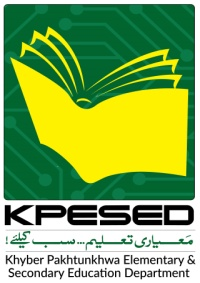 KPESED
معیاری تعلیم... سب کیلئے!
Khyber Pakhtunkhwa Elementary &
Secondary Education Department